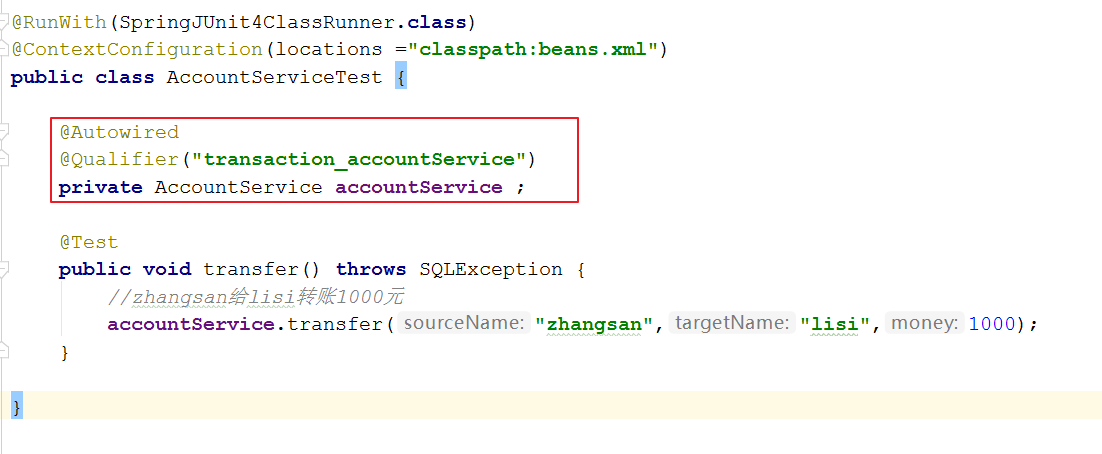 @RunWith(SpringJUnit4ClassRunner.class)
@ContextConfiguration(locations ="classpath:beans.xml")
public class AccountServiceTest {
@Autowired
@Qualifier("transaction_accountService")
private AccountService accountService ;
@Test
public void transfer() throws SQLException {
//zhangsan给lisi转账1000元
accountService.transfer( sourceName: "zhangsan", targetName: "lisi", money: 1000);
}
}